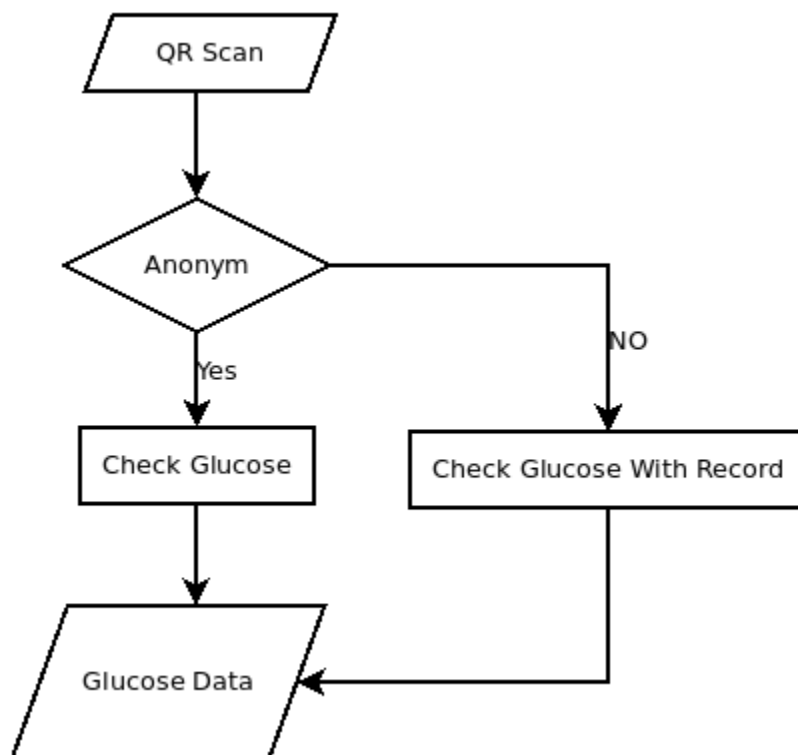 QR Scan
Anonym
NO
Yes
Check Glucose
Check Glucose With Record
Glucose Data